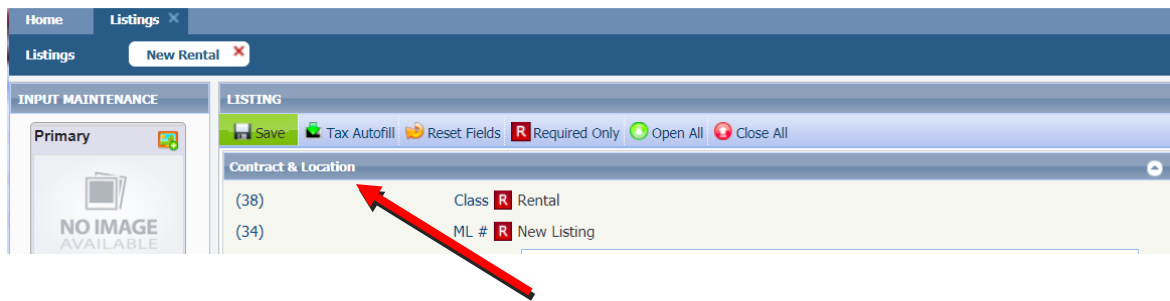 Home Listings
Listings New Rental
INPUT MAINTENANCE LISTING
Primary Save Tax Autofill Reset Fields R Required Only Open All Close All
Contract & Location
(38) Class R Rental
NO IMAGE
AVAILABLE
(34) ML # R New Listing